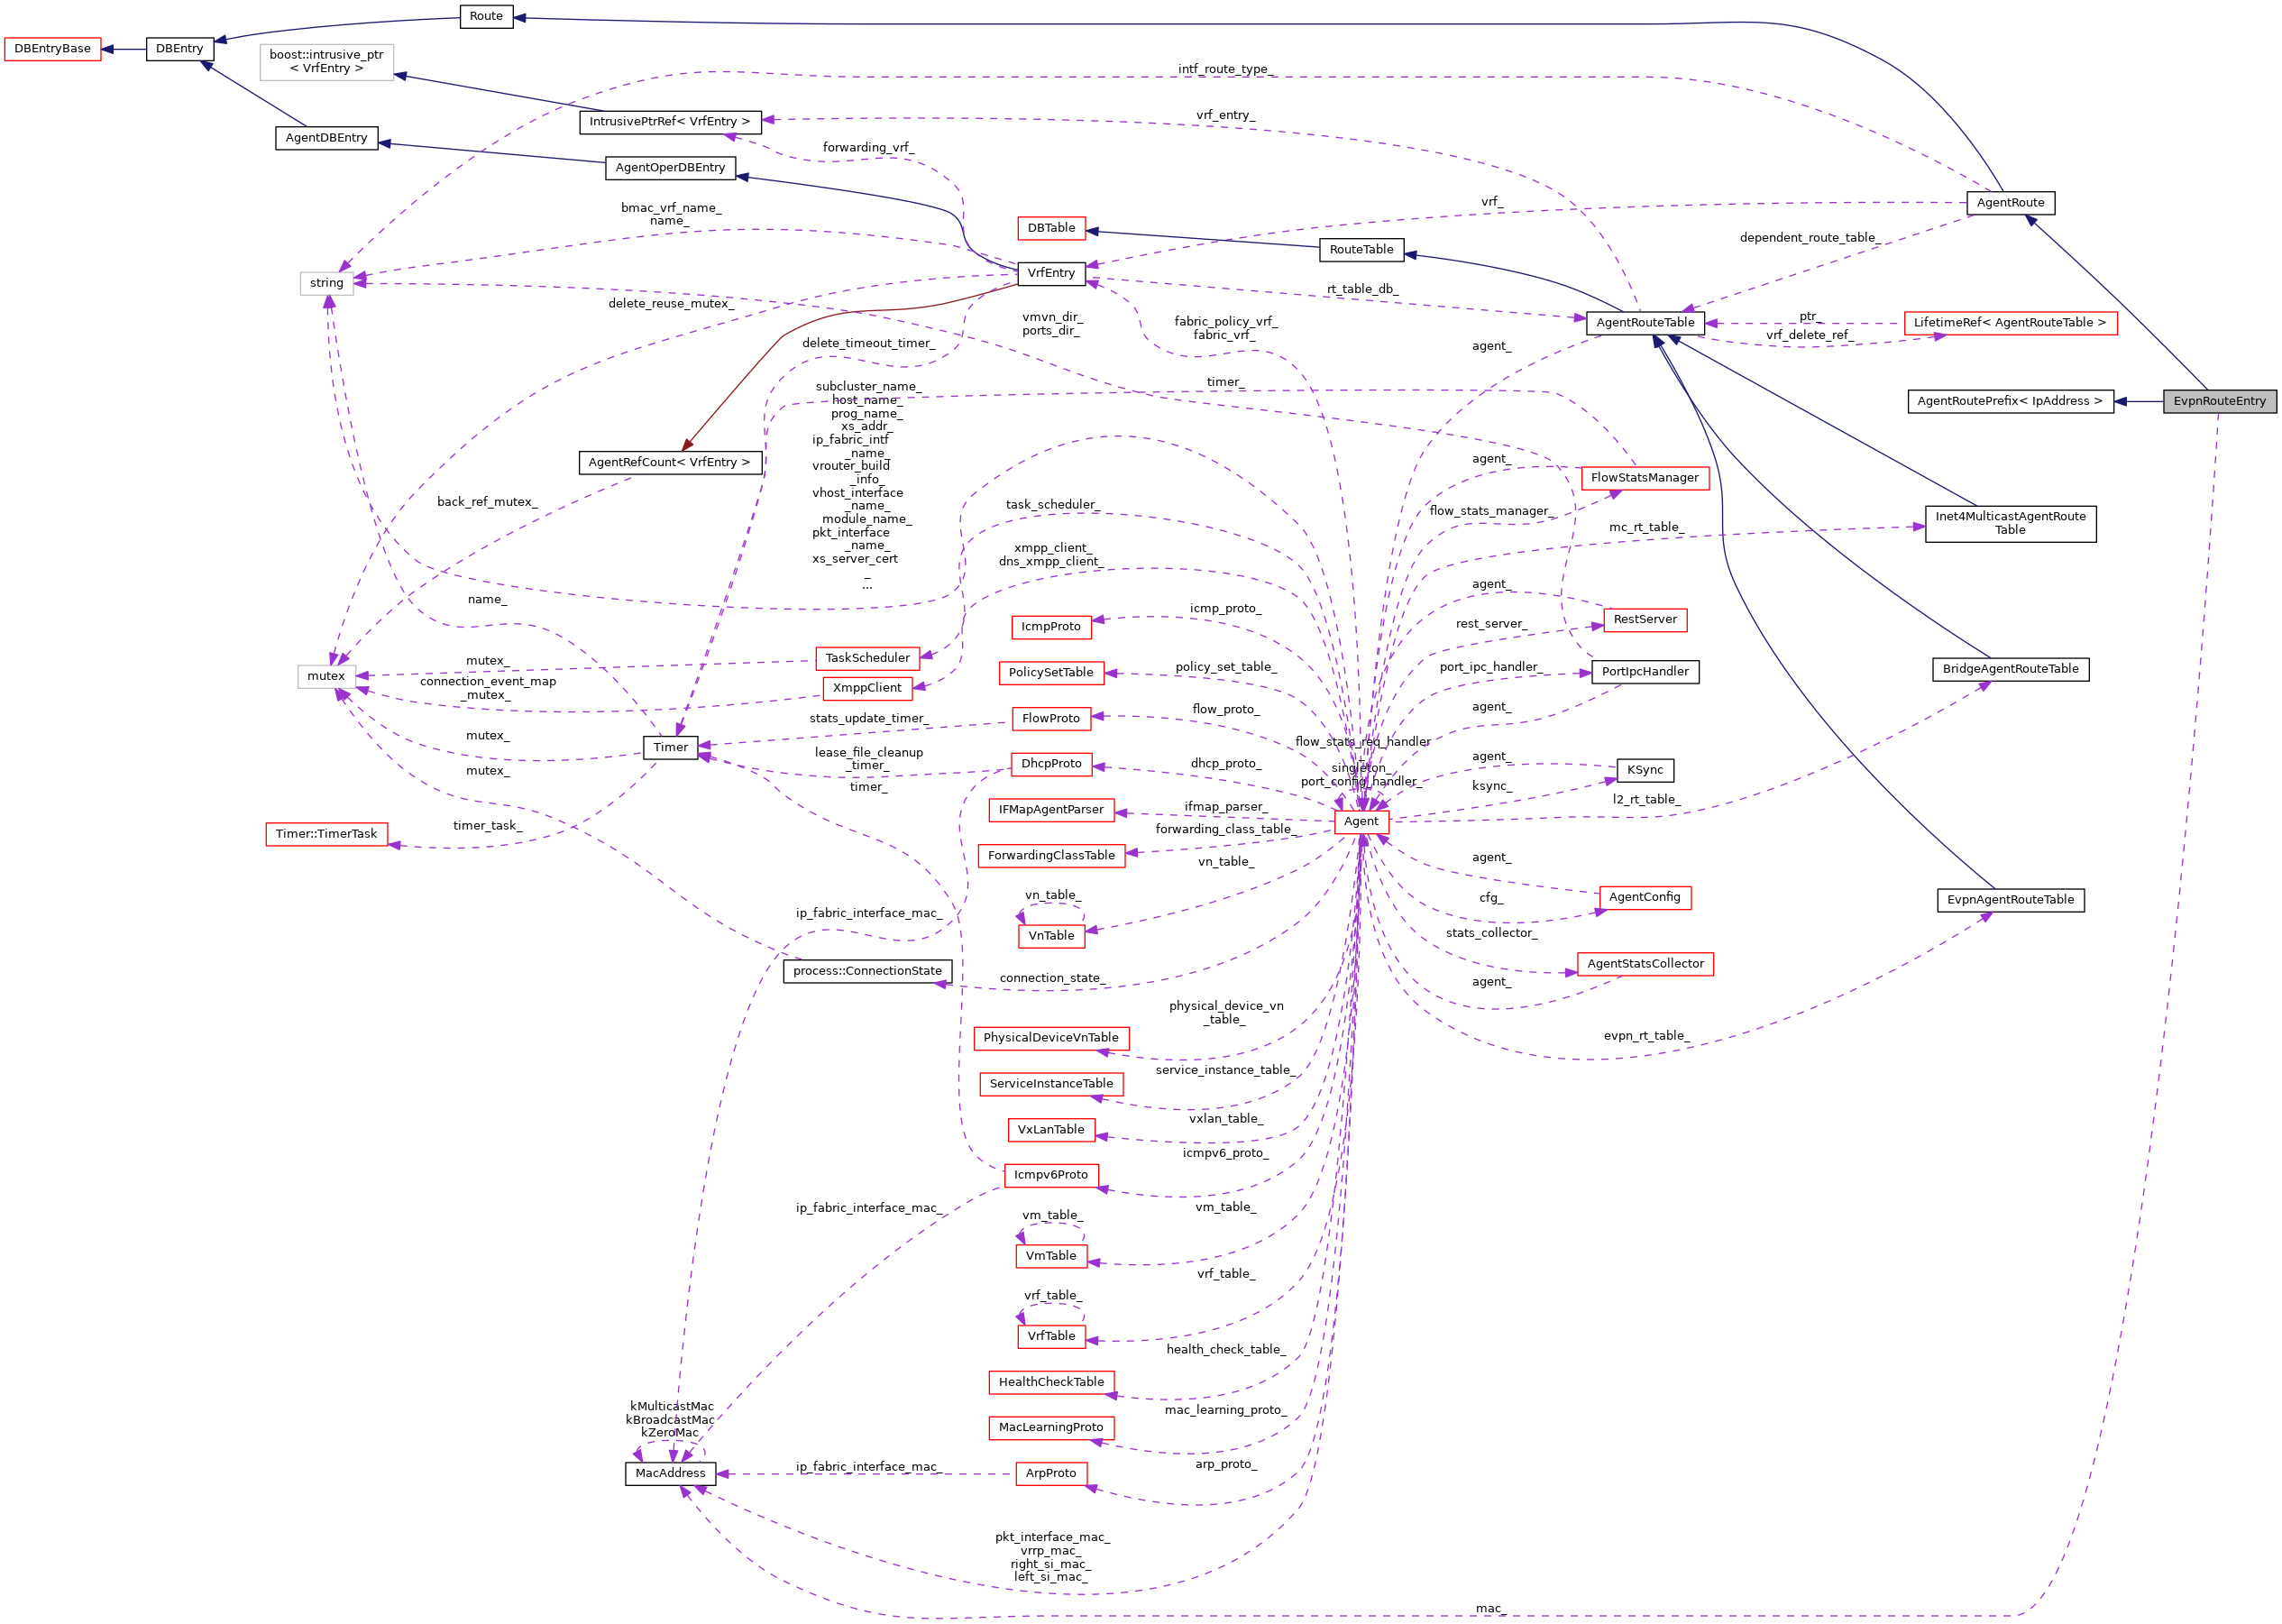 Route
DBEntryBase
DBEntry
boost::intrusive_ptr
< VrfEntry >
intf_route_type_
IntrusivePtrRef< VrfEntry >
vrf_entry_
AgentDBEntry
forwarding_vrf_
AgentOperDBEntry
AgentRoute
vrf_
bmac_vrf_name_
name_
DBTable
RouteTable
dependent_route_table_
string
VrfEntry
rt_table_db_
delete_reuse_mutex_
vmvn_dir_
ports_dir_
fabric_policy_vrf_
fabric_vrf_
AgentRouteTable
ptr_
vrf_delete_ref_
LifetimeRef< AgentRouteTable >
delete_timeout_timer_
agent_
timer_
AgentRoutePrefix< IpAddress >
EvpnRouteEntry
subcluster_name_
host_name_
prog_name_
xs_addr_
ip_fabric_intf
_name_
vrouter_build
_info_
vhost_interface
_name_
module_name_
pkt_interface
_name_
xs_server_cert
_
...
AgentRefCount< VrfEntry >
agent_
FlowStatsManager
back_ref_mutex_
task_scheduler_
flow_stats_manager_
mc_rt_table_
Inet4MulticastAgentRoute
Table
xmpp_client_
dns_xmpp_client_
name_
icmp_proto_
IcmpProto
agent_
rest_server_
RestServer
mutex_
TaskScheduler
PolicySetTable
policy_set_table_
port_ipc_handler_
PortIpcHandler
BridgeAgentRouteTable
mutex
connection_event_map
_mutex_
XmppClient
stats_update_timer_
FlowProto
flow_proto_
agent_
mutex_
Timer
lease_file_cleanup
_timer_
DhcpProto
dhcp_proto_
flow_stats_req_handler
_
singleton_
port_config_handler_
agent_
KSync
mutex_
timer_
ksync_
l2_rt_table_
Timer::TimerTask
timer_task_
IFMapAgentParser
ifmap_parser_
Agent
ForwardingClassTable
forwarding_class_table_
vn_table_
agent_
vn_table_
VnTable
cfg_
AgentConfig
EvpnAgentRouteTable
ip_fabric_interface_mac_
stats_collector_
process::ConnectionState
connection_state_
AgentStatsCollector
agent_
physical_device_vn
_table_
PhysicalDeviceVnTable
evpn_rt_table_
service_instance_table_
ServiceInstanceTable
vxlan_table_
VxLanTable
icmpv6_proto_
Icmpv6Proto
ip_fabric_interface_mac_
vm_table_
vm_table_
VmTable
vrf_table_
vrf_table_
VrfTable
health_check_table_
HealthCheckTable
kMulticastMac
kBroadcastMac
kZeroMac
mac_learning_proto_
MacLearningProto
MacAddress
ip_fabric_interface_mac_
ArpProto
arp_proto_
pkt_interface_mac_
vrrp_mac_
right_si_mac_
left_si_mac_
mac_